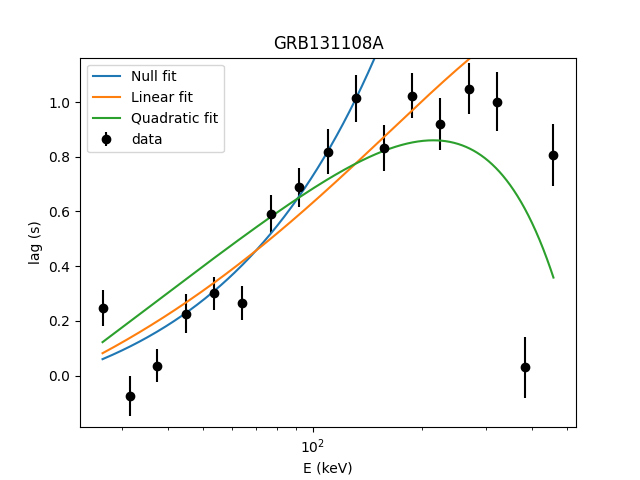 GRB131108A
Null fit
Linear fit
Quadratic fit
data
lag (s)
1.0
0.8
0.6
0.4
0.2
0.0
10²
E (keV)